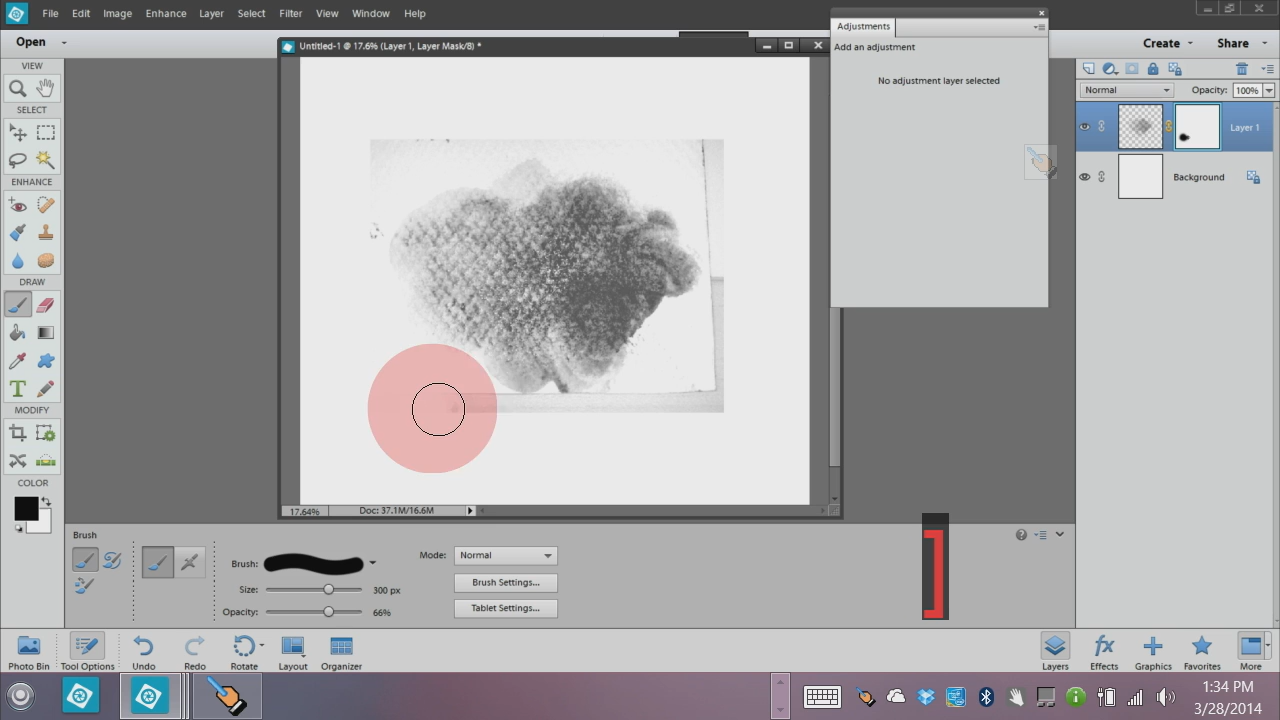 File Edit Image Enhance Layer Select Filter View Window Help
Open
Create
Share
VIEW
SELECT
ENHANCE
DRAW
MODIFY
COLOR
Untitled-1 @ 17.6% (Layer 1, Layer Mask/8) *
17.64% Doc: 37.1M/16.6M
Adjustments
Add an adjustment
No adjustment layer selected
Normal Opacity: 100%
Layer 1
Background
Brush
Brush:
Size: 300 px
Opacity: 66%
Mode: Normal
Brush Settings...
Tablet Settings...
]
Photo Bin Tool Options Undo Redo Rotate Layout Organizer
Layers Effects Graphics Favorites More
1:34 PM
3/28/2014